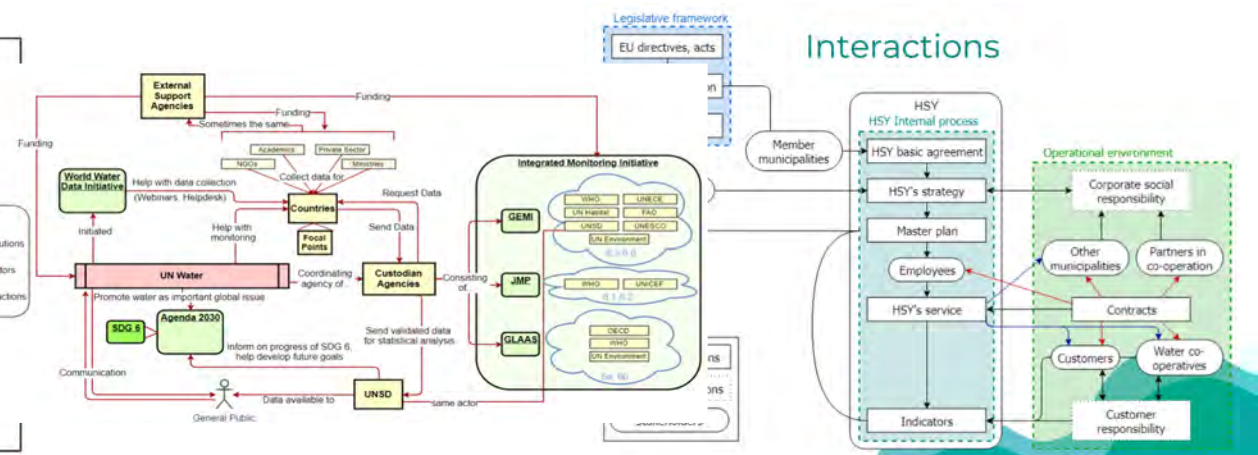 Legislative framework
EU directives, acts
on
Interactions
External
Support
Agencies
Funding
Funding
Sometimes the same
Funding
Academics
Private Sector
NGOs
Ministries
Collect data for
World Water
Data Initiative
Help with data collection
(Webinars. Helpdesk)
Request Data
Countries
Initiated
Help with
monitoring
Focal
Points
Send Data
utions
tors
ctions
UN Water
Coordinating
agency of..
Custodian
Agencies
Consisting
of..
Promote water as important global issue
SDG 6
Agenda 2030
Inform on progress of SDG 6,
help develop future goals
Send validated data
for statistical analysis
Communication
General Public
Data available to
UNSD
same actor
Integrated Monitoring Initiative
GEMI
WHO
UNECE
UN Habitat
FAO
UNSD
UNESCO
UN Environment
JMP
WHO
UNICEF
GLAAS
OECD
WHO
UN Environment
ns
ons
Stakeholders
Member
municipalities
HSY
HSY Internal process
HSY basic agreement
HSY's strategy
Master plan
Employees
HSY's service
Indicators
Operational environment
Corporate social
responsibility
Other
municipalities
Partners in
co-operation
Contracts
Customers
Water co-
operatives
Customer
responsibility